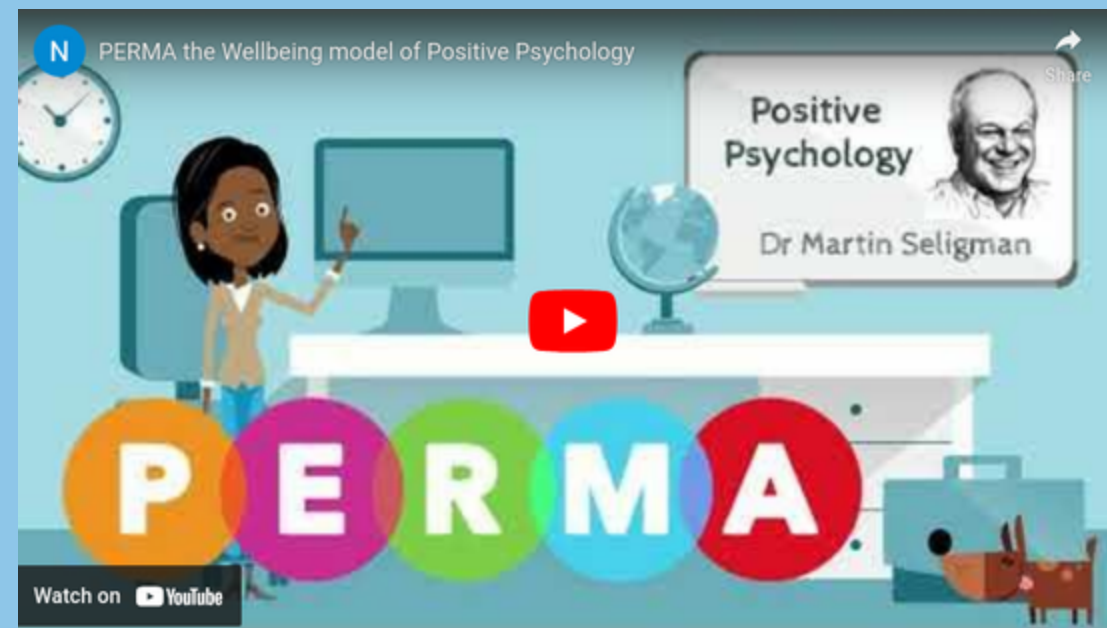 N
PERMA the Wellbeing model of Positive Psychology
Share
Positive
Psychology
Dr Martin Seligman
PERMA
Watch on YouTube